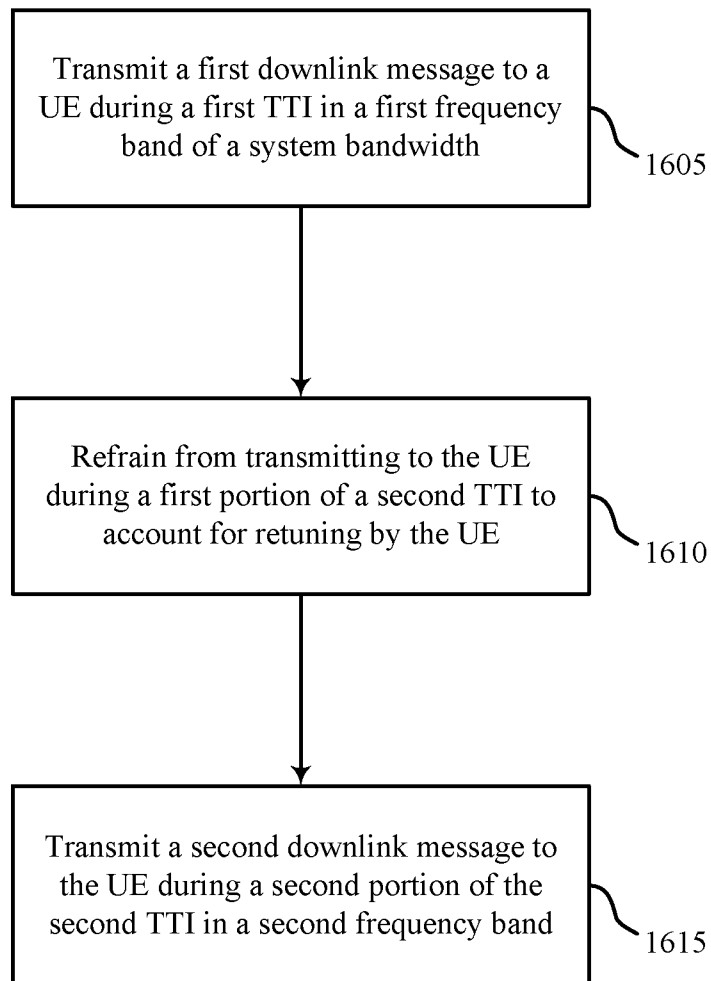 Transmit a first downlink message to a
UE during a first TTI in a first frequency
band of a system bandwidth
1605
Refrain from transmitting to the UE
during a first portion of a second TTI to
account for retuning by the UE
1610
Transmit a second downlink message to
the UE during a second portion of the
second TTI in a second frequency band
1615